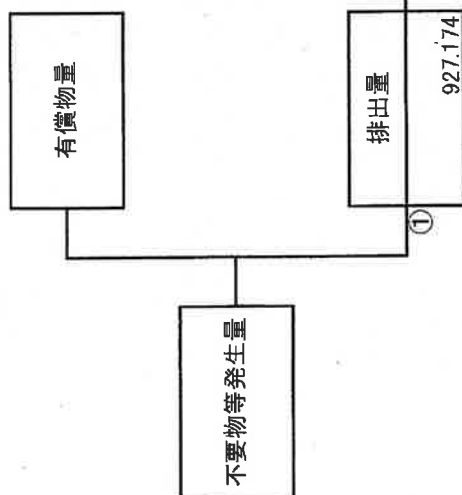 有償物量
不要物等発生量
①
排出量
927.174